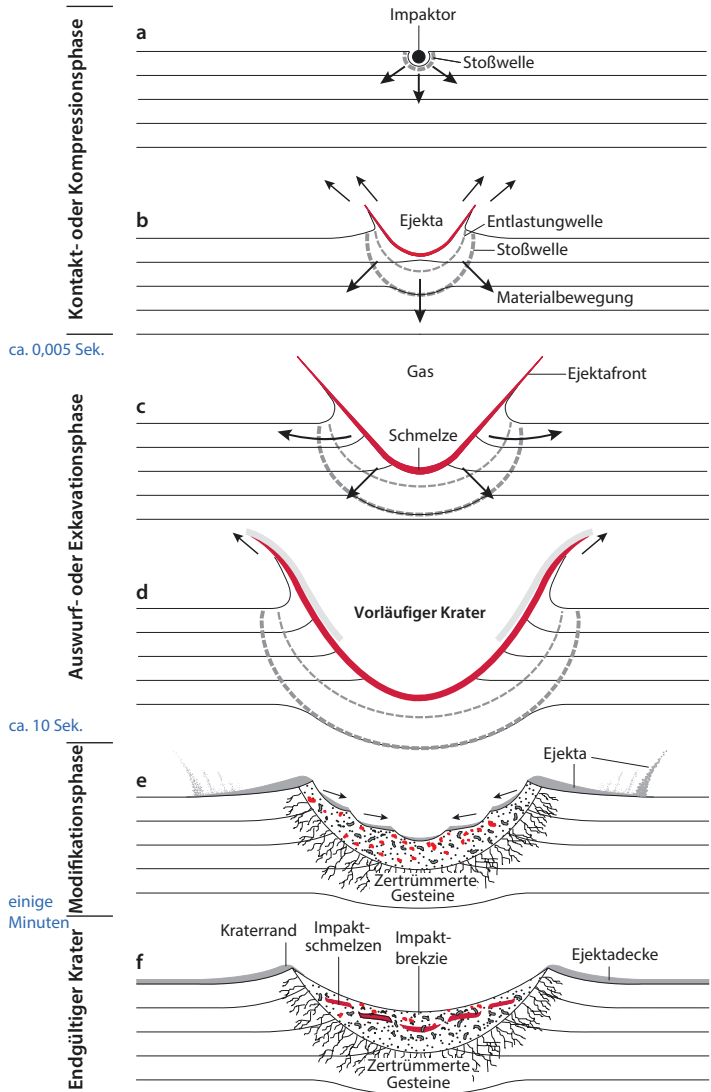 Kontakt- oder Kompressionsphase
a
Impaktor
Stoßwelle
b
Ejekta
Entlastungwelle
Stoßwelle
Materialbewegung
ca. 0,005 Sek.
Auswurf- oder Exkavationsphase
Gas
Ejektafront
c
Schmelze
d
Vorläufiger Krater
ca. 10 Sek.
Modifikationsphase
e
Ejekta
Zertrümmerte
Gesteine
einige
Minuten
Endgültiger Krater
f
Kraterrand
Impakt-
schmelzen
Impakt-
brekzie
Ejektadecke
Zertrümmerte
Gesteine